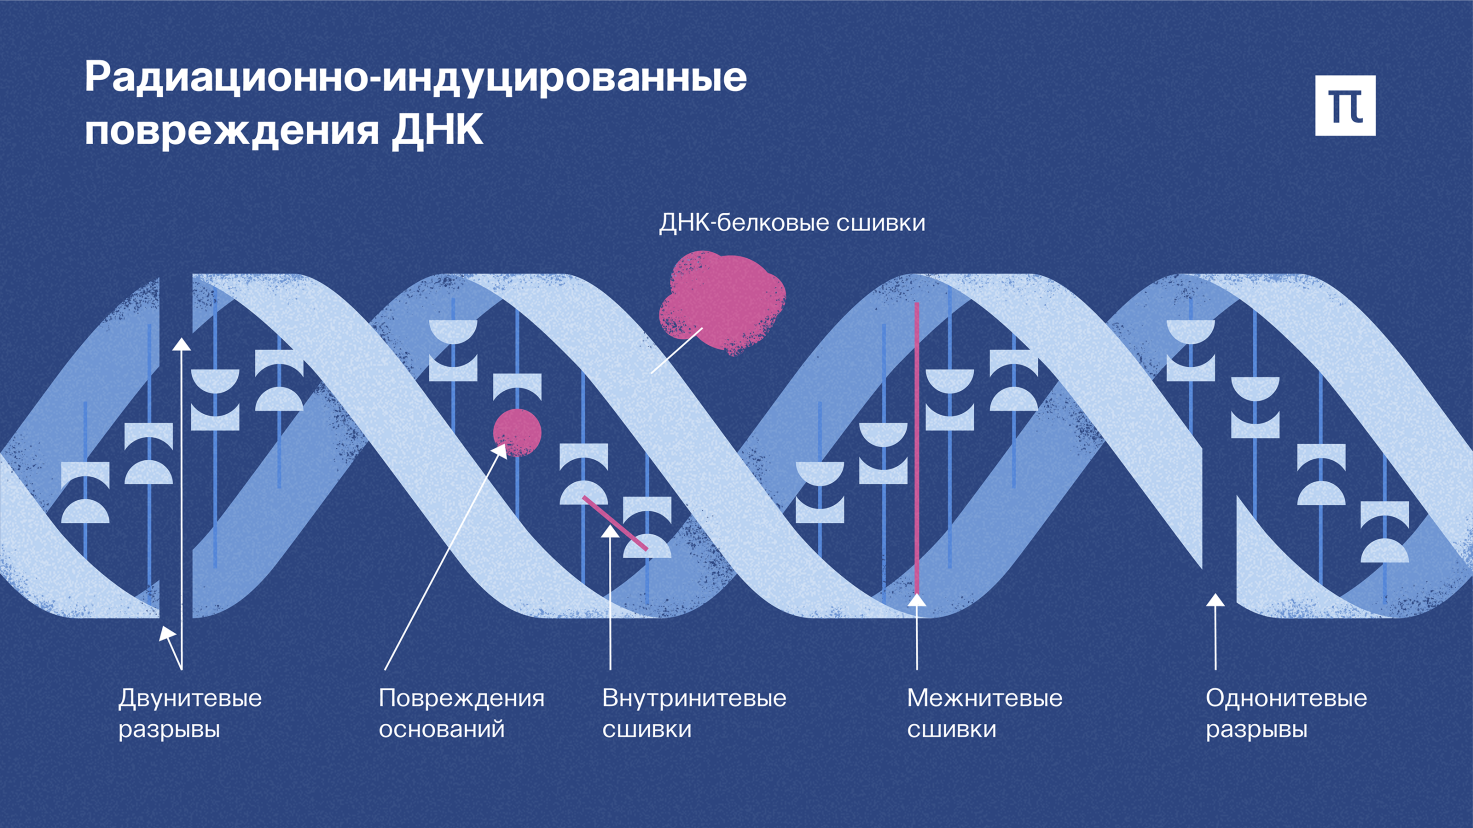 Радиационно-индуцированные
повреждения ДНК
π
ДНК-белковые сшивки
Двунитевые
разрывы
Повреждения
оснований
Внутринитевые
сшивки
Межнитевые
сшивки
Однонитевые
разрывы